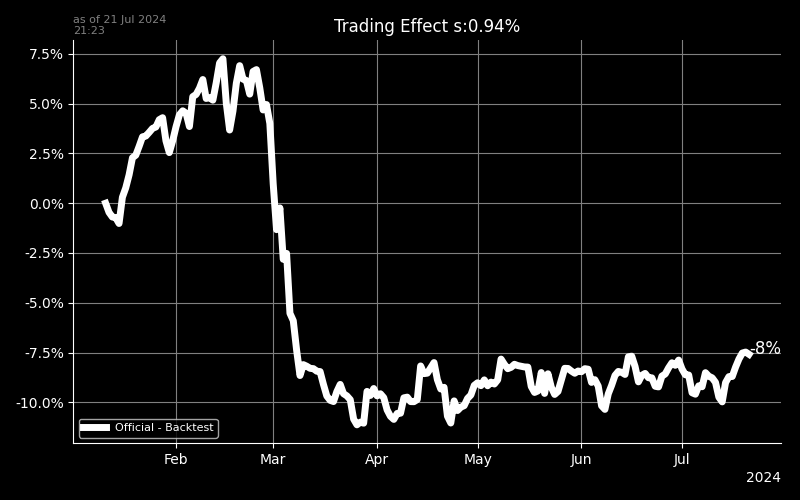 as of 21 Jul 2024
21:23
Trading Effect s:0.94%
7.5%
5.0%
2.5%
0.0%
-2.5%
-5.0%
-7.5%
-10.0%
-8%
Official - Backtest
Feb Mar Apr May Jun Jul
2024